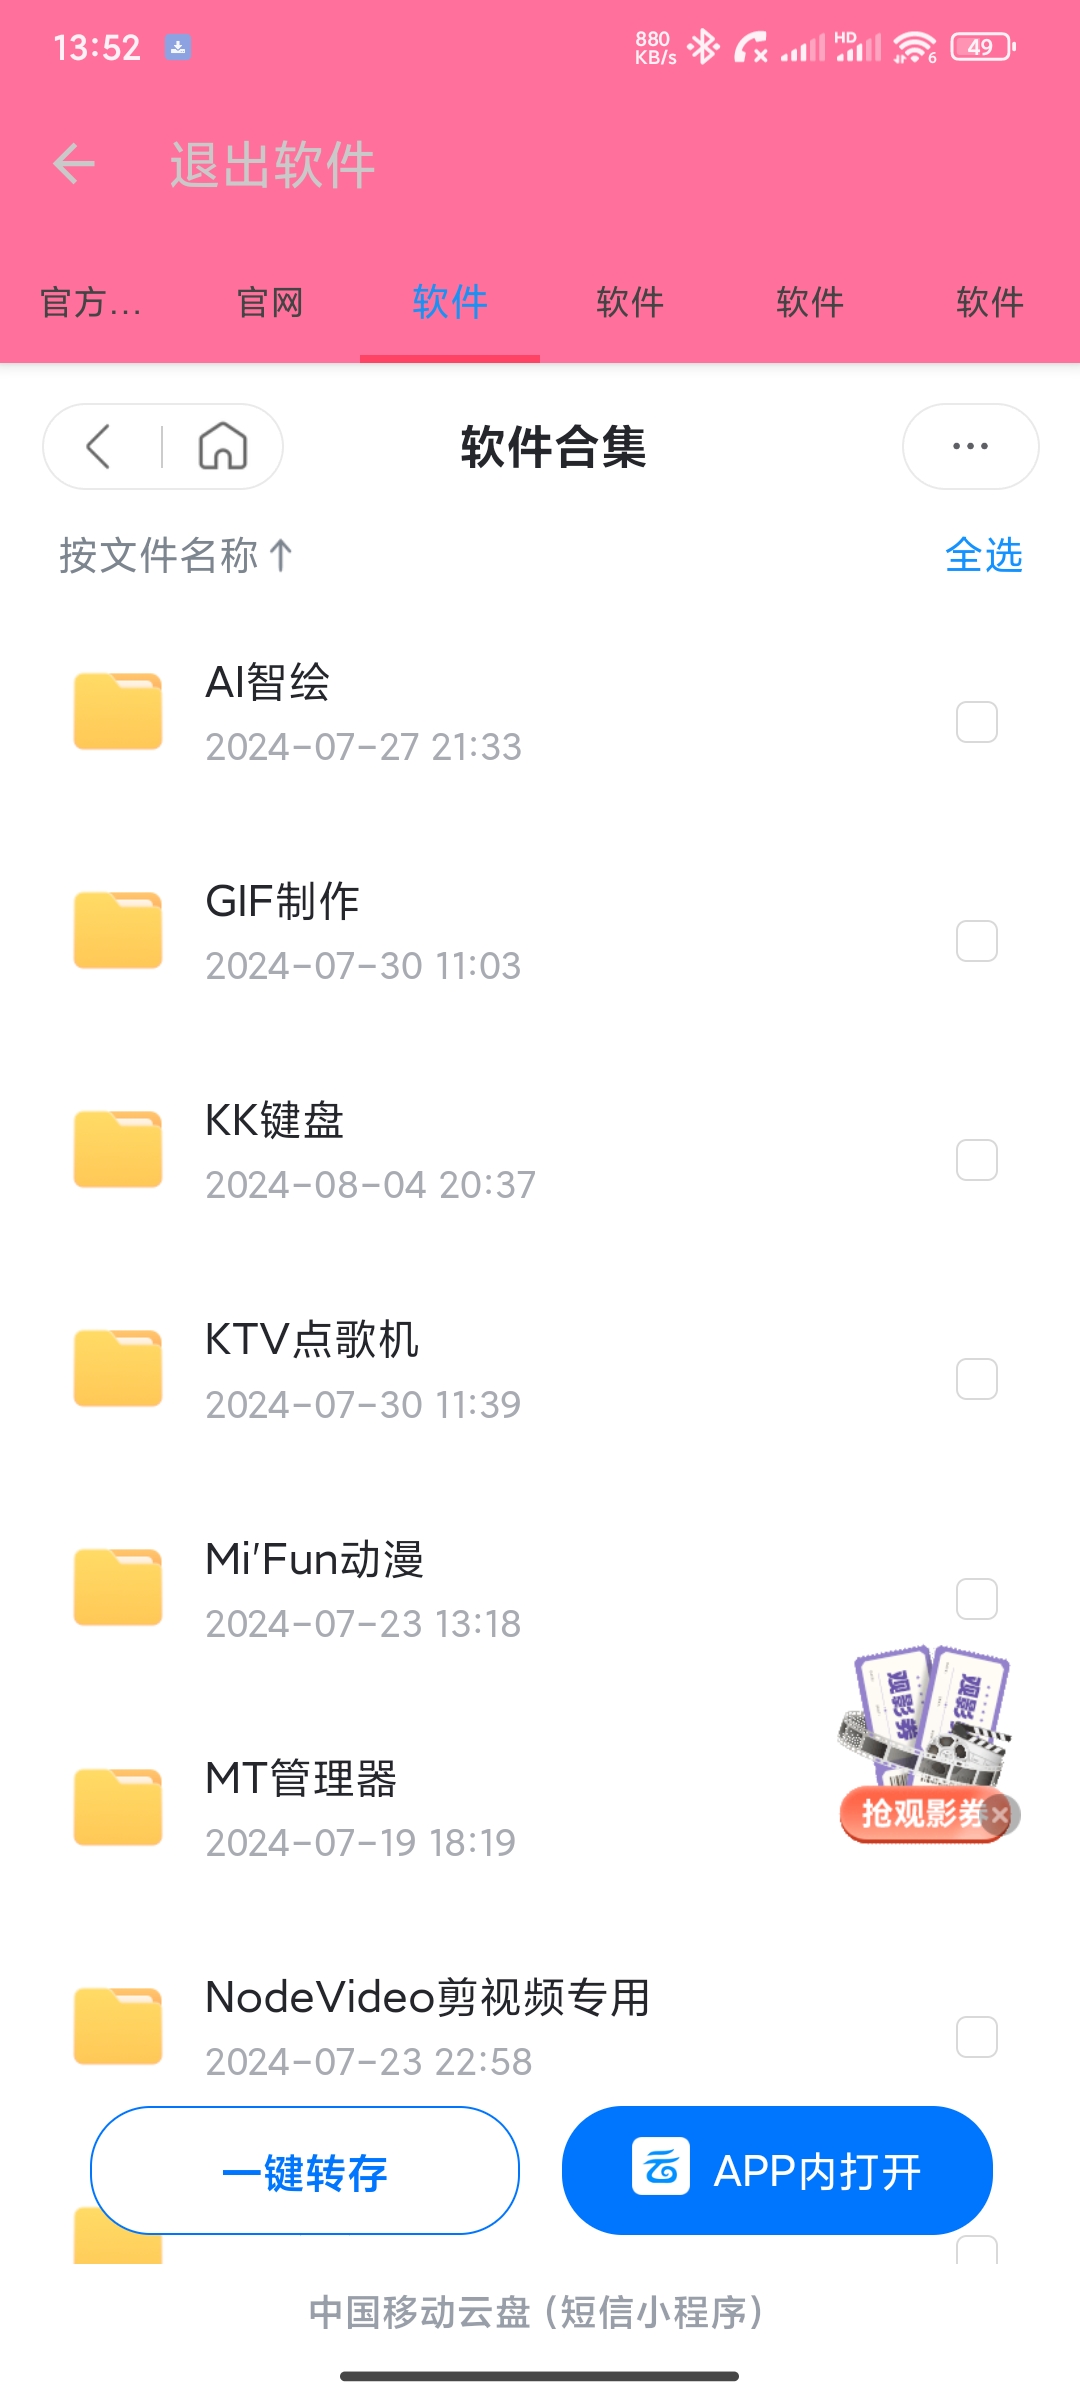 13:52
880
KB/s
HD
6
49
退出软件
官方... 官网 软件 软件 软件 软件
软件合集
按文件名称↑
全选
AI智绘
2024-07-27 21:33
GIF制作
2024-07-30 11:03
KK键盘
2024-08-04 20:37
KTV点歌机
2024-07-30 11:39
Mi'Fun动漫
2024-07-23 13:18
观影券 观影
抢观影券
MT管理器
2024-07-19 18:19
NodeVideo剪视频专用
2024-07-23 22:58
一键转存
APP内打开
中国移动云盘 (短信小程序)